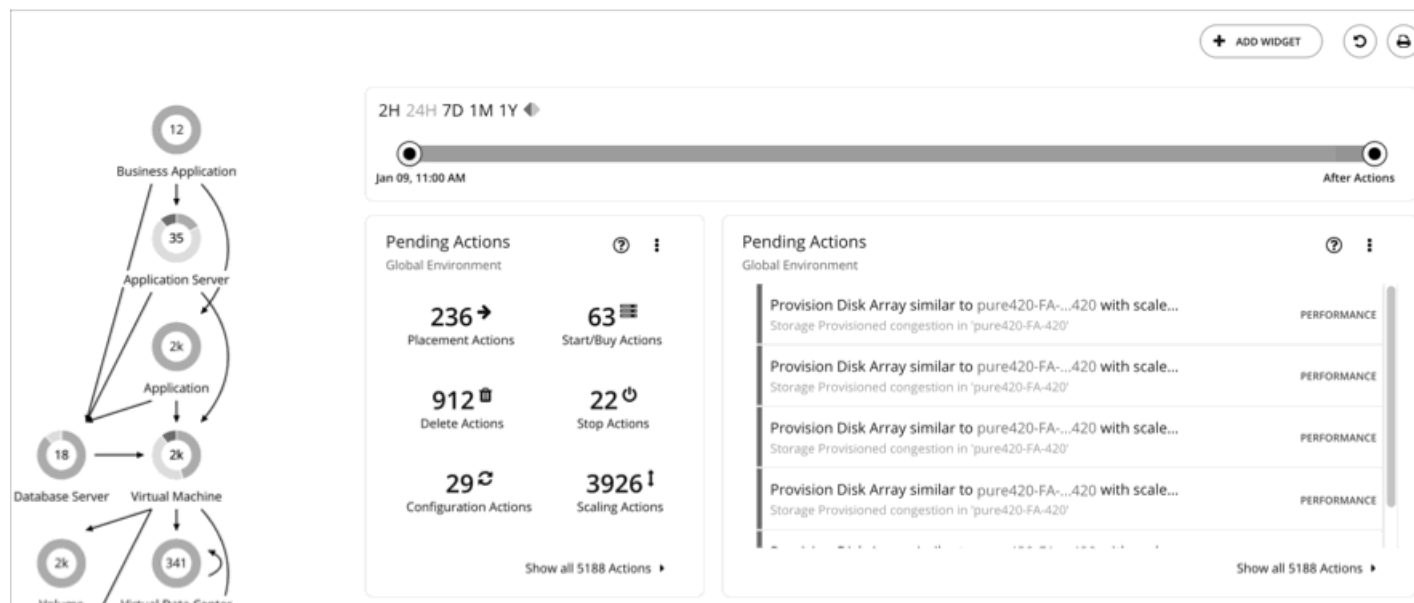 + ADD WIDGET
12
Business Application
35
Application Server
2k
Application
18
2k
Database Server
Virtual Machine
2k
341
Volume
Virtual Data Center
2H 24H 7D 1M 1Y
Jan 09, 11:00 AM
After Actions
Pending Actions
Global Environment
236
63
Placement Actions
Start/Buy Actions
912
22
Delete Actions
Stop Actions
29
3926
Configuration Actions
Scaling Actions
Show all 5188 Actions
Pending Actions
Global Environment
Provision Disk Array similar to pure420-FA-...420 with scale...
PERFORMANCE
Storage Provisioned congestion in 'pure420-FA-420'
Provision Disk Array similar to pure420-FA-...420 with scale...
PERFORMANCE
Storage Provisioned congestion in 'pure420-FA-420'
Provision Disk Array similar to pure420-FA-...420 with scale...
PERFORMANCE
Storage Provisioned congestion in 'pure420-FA-420'
Provision Disk Array similar to pure420-FA-...420 with scale...
PERFORMANCE
Storage Provisioned congestion in 'pure420-FA-420'
Show all 5188 Actions